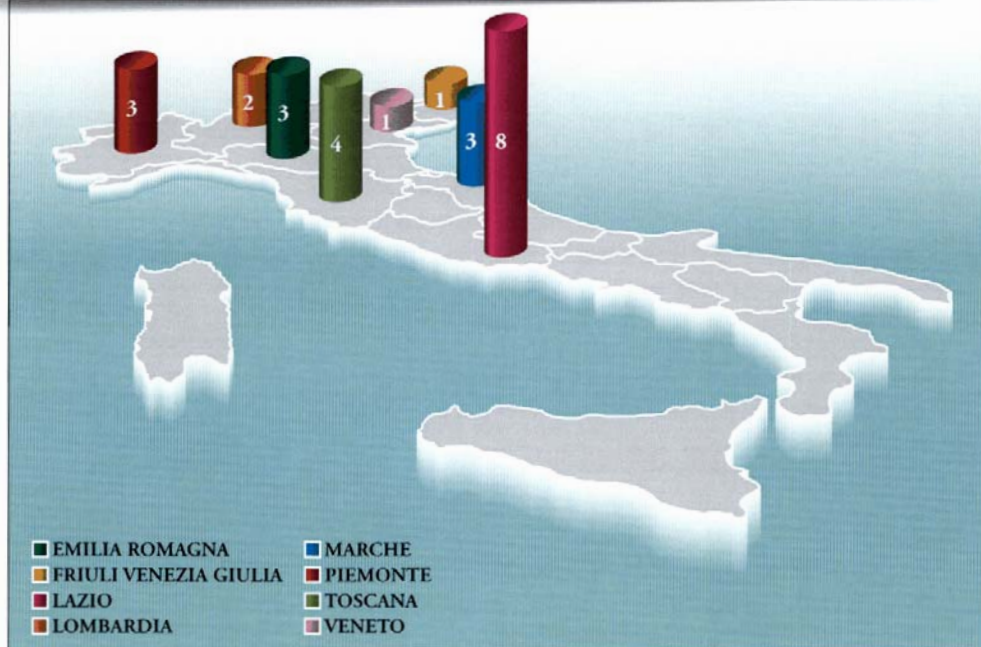 3
2
3
4
1
1
3
8
EMILIA ROMAGNA
FRIULI VENEZIA GIULIA
LAZIO
LOMBARDIA
MARCHE
PIEMONTE
TOSCANA
VENETO